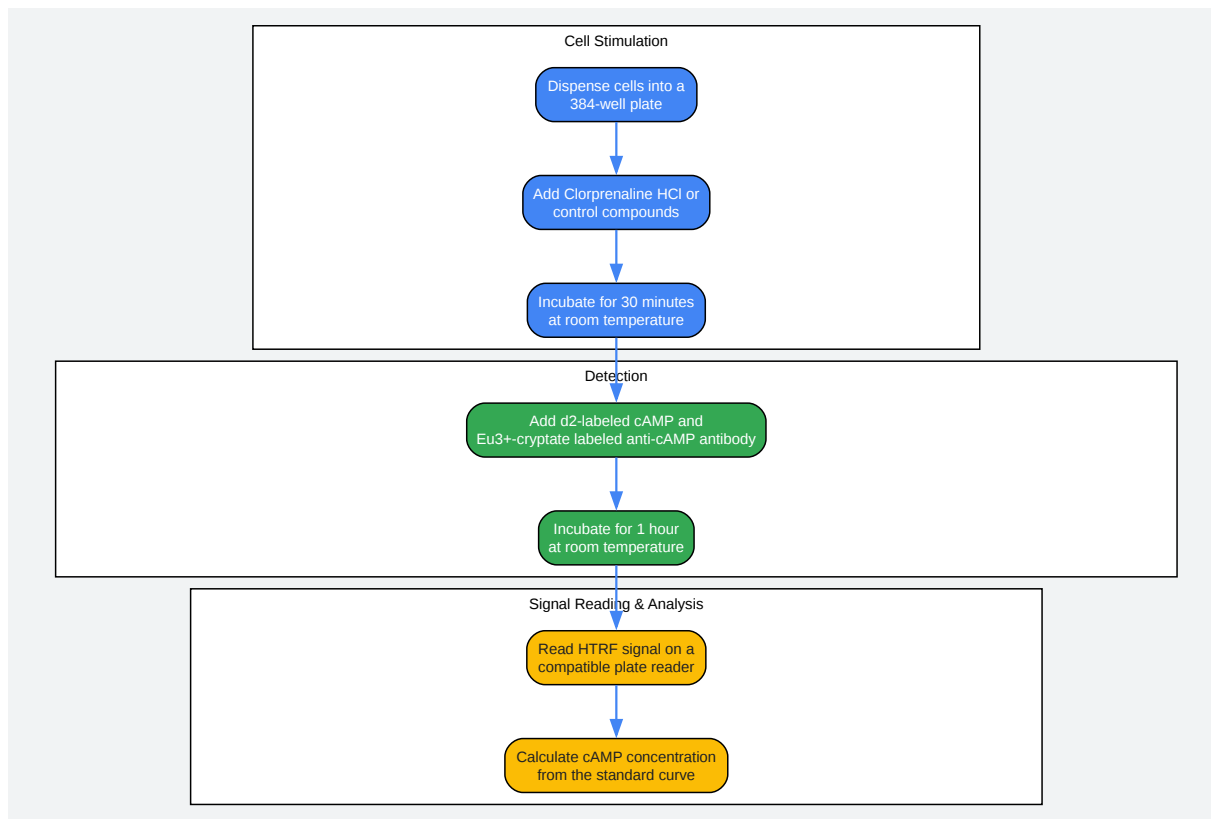 Cell Stimulation
Dispense cells into a
384-well plate
Add Clorprenaline HCl or
control compounds
Incubate for 30 minutes
at room temperature
Detection
Add d2-labeled cAMP and
Eu3+-cryptate labeled anti-cAMP antibody
Incubate for 1 hour
at room temperature
Signal Reading & Analysis
Read HTRF signal on a
compatible plate reader
Calculate cAMP concentration
from the standard curve